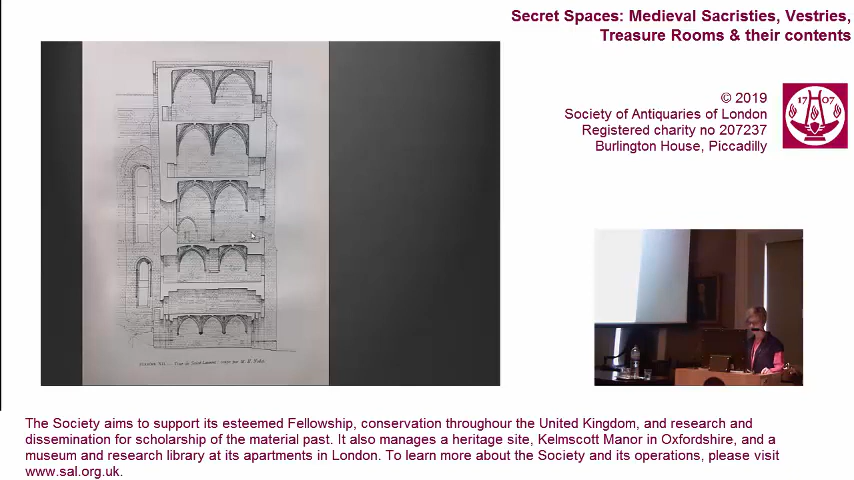 Secret Spaces: Medieval Sacristies, Vestries,
Treasure Rooms & their contents
© 2019
Society of Antiquaries of London
Registered charity no 207237
Burlington House, Piccadilly
17 07
The Society aims to support its esteemed Fellowship, conservation throughour the United Kingdom, and research and
dissemination for scholarship of the material past. It also manages a heritage site, Kelmscott Manor in Oxfordshire, and a
museum and research library at its apartments in London. To learn more about the Society and its operations, please visit
www.sal.org.uk.